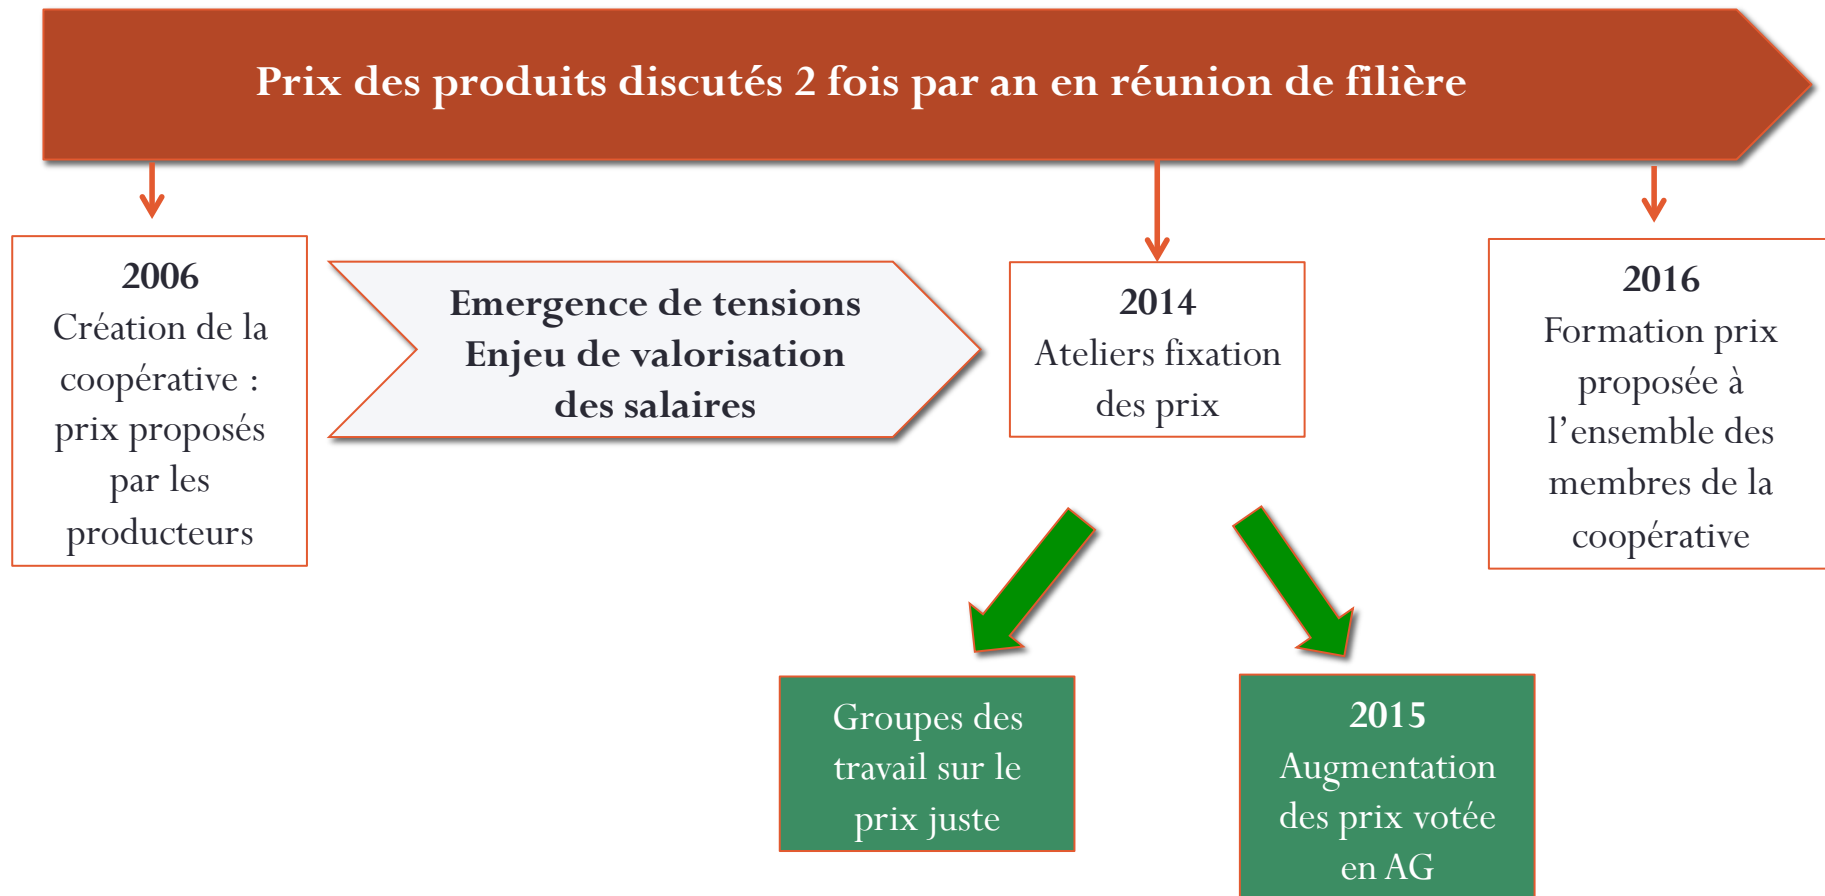 Prix des produits discutés 2 fois par an en réunion de filière
2006
Création de la
coopérative :
prix proposés
par les
producteurs
Emergence de tensions
Enjeu de valorisation
des salaires
2014
Ateliers fixation
des prix
2016
Formation prix
proposée à
l’ensemble des
membres de la
coopérative
Groupes des
travail sur le
prix juste
2015
Augmentation
des prix votée
en AG